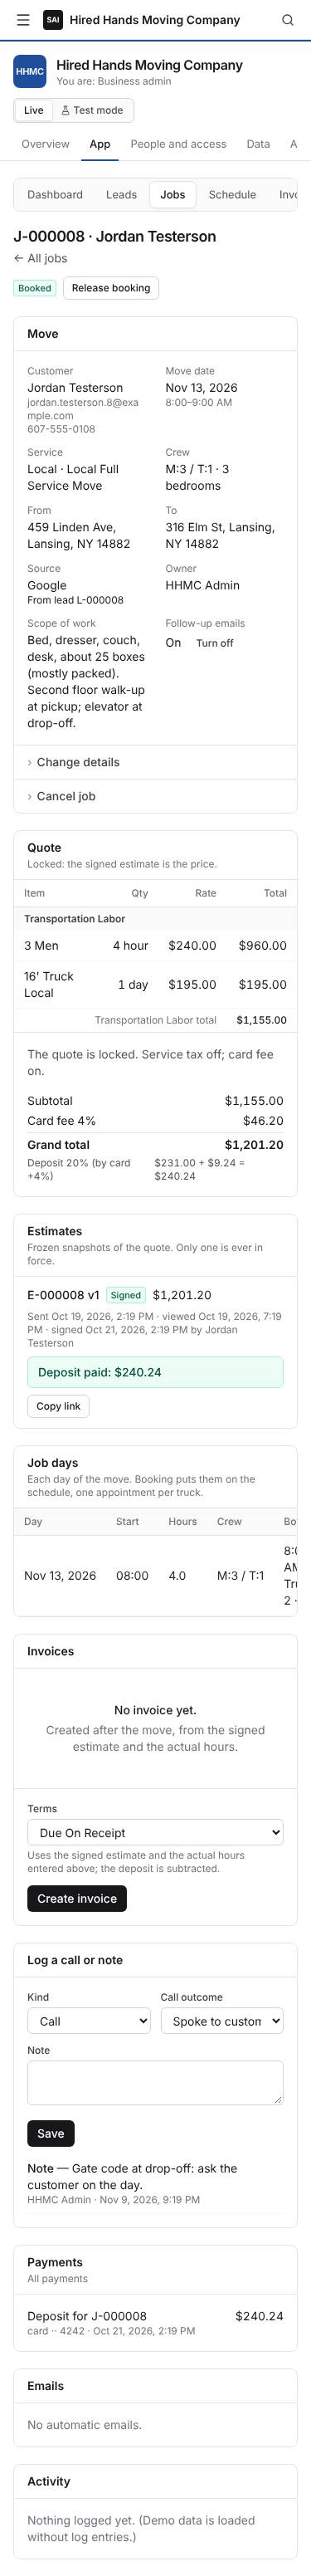 SAI Hired Hands Moving Company
HHMC
Hired Hands Moving Company
You are: Business admin
Live
Test mode
Overview App People and access Data A
Dashboard Leads Jobs Schedule Invo
J-000008 · Jordan Testerson
← All jobs
Booked
Release booking
Move
Customer
Jordan Testerson
jordan.testerson.8@exa
mple.com
607-555-0108
Move date
Nov 13, 2026
8:00–9:00 AM
Service
Local · Local Full
Service Move
Crew
M:3 / T:1 · 3
bedrooms
From
459 Linden Ave,
Lansing, NY 14882
To
316 Elm St, Lansing,
NY 14882
Source
Google
From lead L-000008
Owner
HHMC Admin
Scope of work
Bed, dresser, couch,
desk, about 25 boxes
(mostly packed).
Second floor walk-up
at pickup; elevator at
drop-off.
Follow-up emails
On Turn off
› Change details
› Cancel job
Quote
Locked: the signed estimate is the price.
Item Qty Rate Total
Transportation Labor
3 Men 4 hour $240.00 $960.00
16' Truck
Local
1 day $195.00 $195.00
Transportation Labor total $1,155.00
The quote is locked. Service tax off; card fee
on.
Subtotal $1,155.00
Card fee 4% $46.20
Grand total $1,201.20
Deposit 20% (by card
+4%)
$231.00 + $9.24 =
$240.24
Estimates
Frozen snapshots of the quote. Only one is ever in
force.
E-000008 v1 Signed $1,201.20
Sent Oct 19, 2026, 2:19 PM · viewed Oct 19, 2026, 7:19
PM · signed Oct 21, 2026, 2:19 PM by Jordan
Testerson
Deposit paid: $240.24
Copy link
Job days
Each day of the move. Booking puts them on the
schedule, one appointment per truck.
Day Start Hours Crew Bo
Nov 13, 2026 08:00 4.0 M:3 / T:1
8:0
AM
Tru
2 ·
Invoices
No invoice yet.
Created after the move, from the signed
estimate and the actual hours.
Terms
Due On Receipt
Uses the signed estimate and the actual hours
entered above; the deposit is subtracted.
Create invoice
Log a call or note
Kind
Call
Call outcome
Spoke to custom
Note
Save
Note — Gate code at drop-off: ask the
customer on the day.
HHMC Admin · Nov 9, 2026, 9:19 PM
Payments
All payments
Deposit for J-000008 $240.24
card ·· 4242 · Oct 21, 2026, 2:19 PM
Emails
No automatic emails.
Activity
Nothing logged yet. (Demo data is loaded
without log entries.)